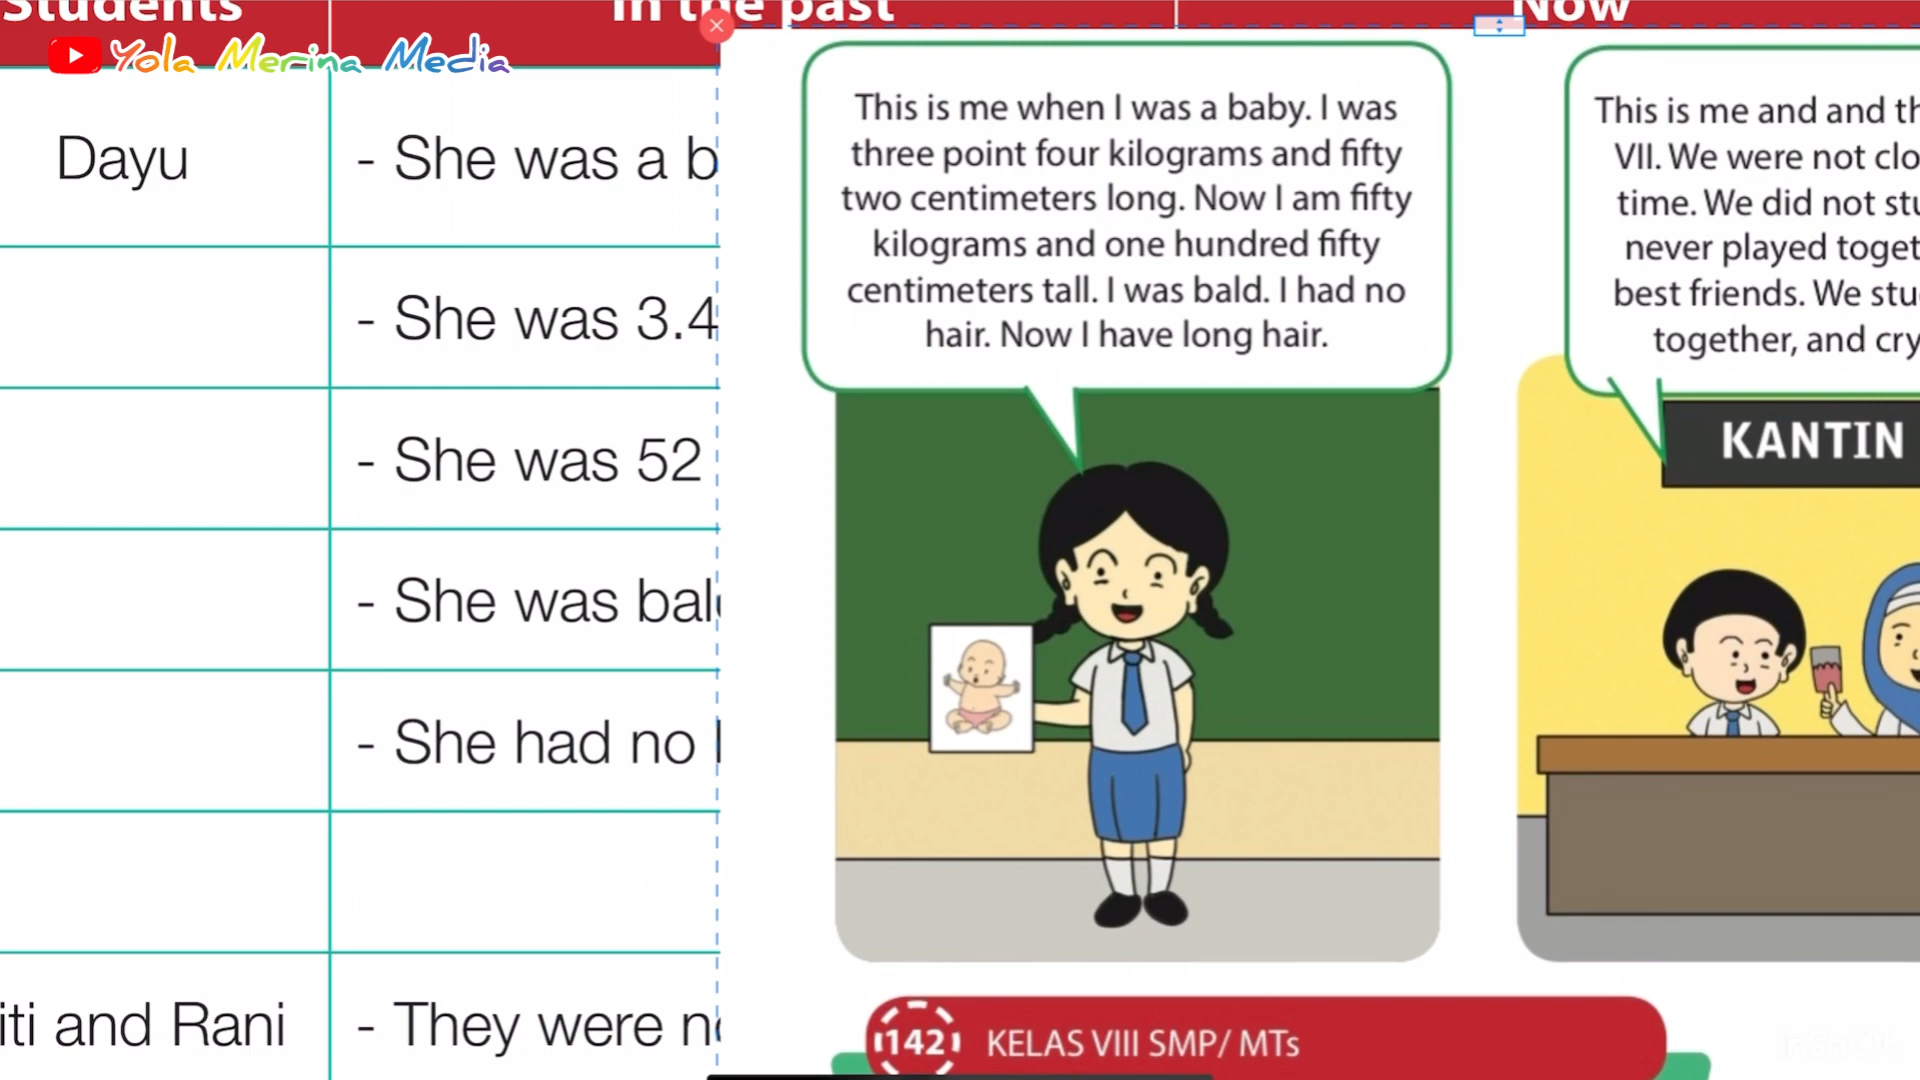 Students
In the past
Now
Yola Merina Media
Dayu
- She was a b
- She was 3.4
- She was 52
- She was bal
- She had no
iti and Rani
- They were n
This is me when I was a baby. I was
three point four kilograms and fifty
two centimeters long. Now I am fifty
kilograms and one hundred fifty
centimeters tall. I was bald. I had no
hair. Now I have long hair.
This is me and and th
VII. We were not clo
time. We did not stu
never played toget
best friends. We stu
together, and cry
KANTIN
142
KELAS VIII SMP/ MTs